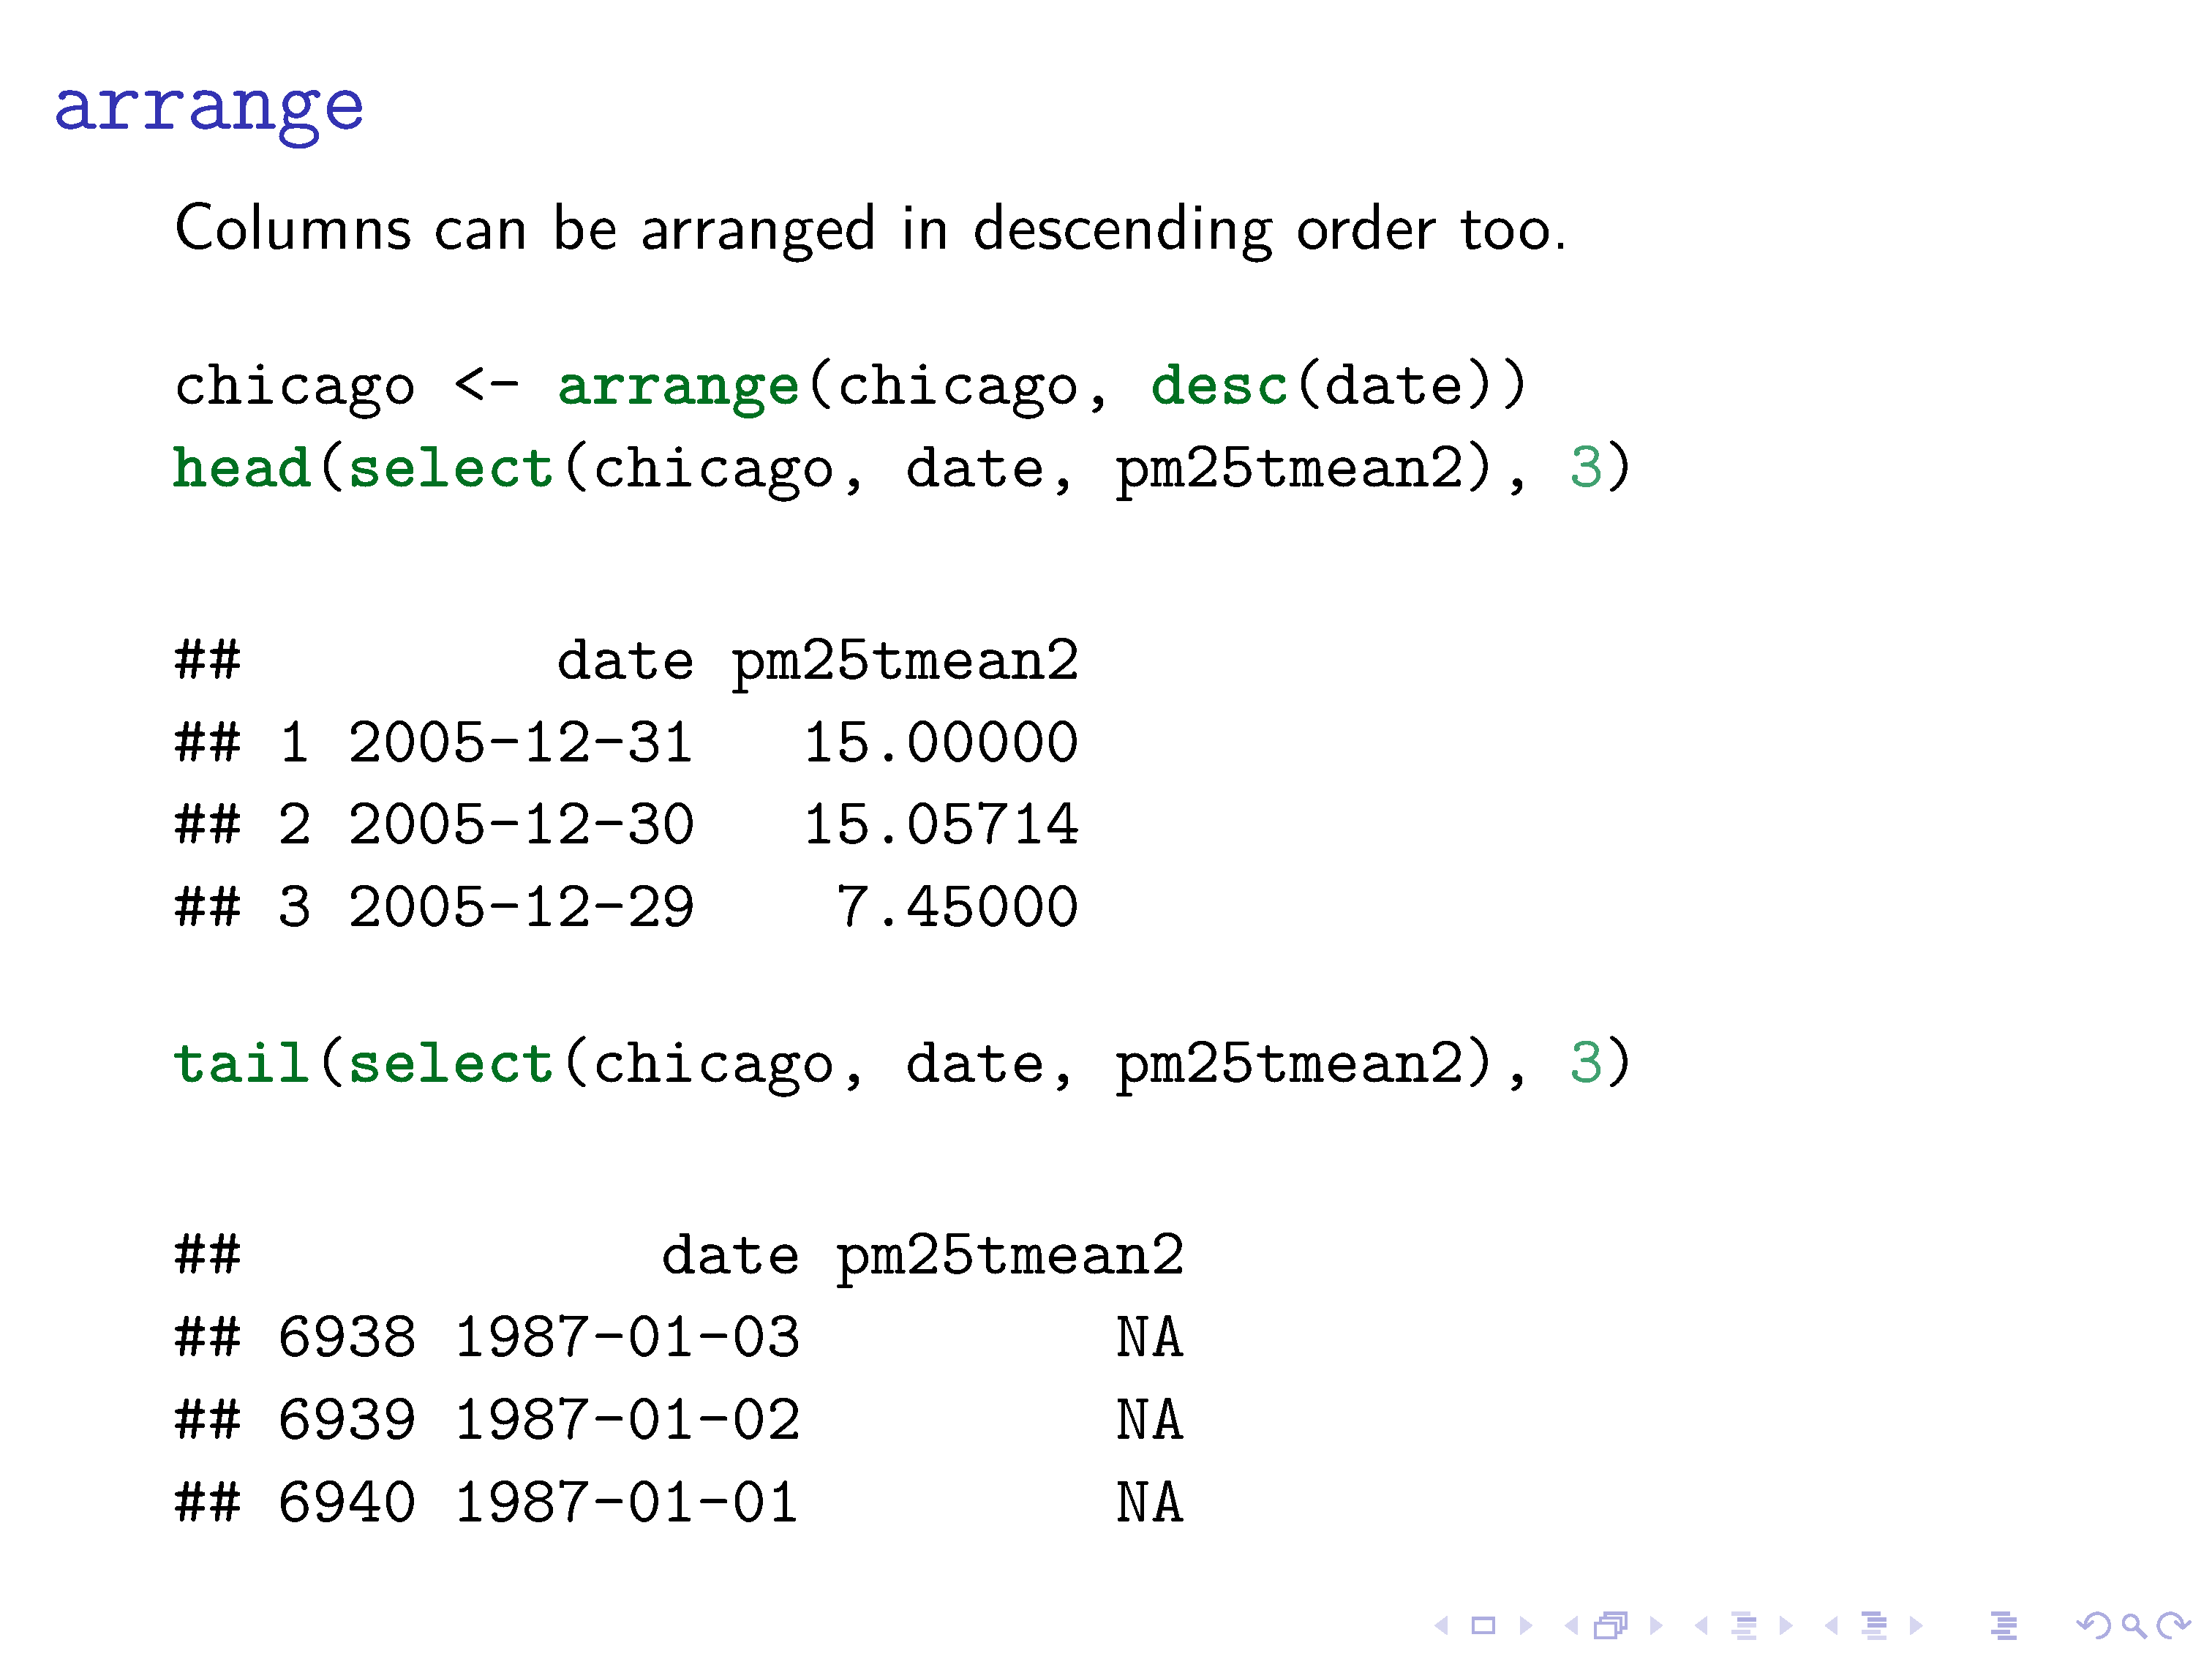 arrange
Columns can be arranged in descending order too.
chicago <- arrange(chicago, desc(date))
head(select(chicago, date, pm25tmean2), 3)
##         date pm25tmean2
## 1 2005-12-31   15.00000
## 2 2005-12-30   15.05714
## 3 2005-12-29    7.45000
tail(select(chicago, date, pm25tmean2), 3)
##            date pm25tmean2
## 6938 1987-01-03         NA
## 6939 1987-01-02         NA
## 6940 1987-01-01         NA